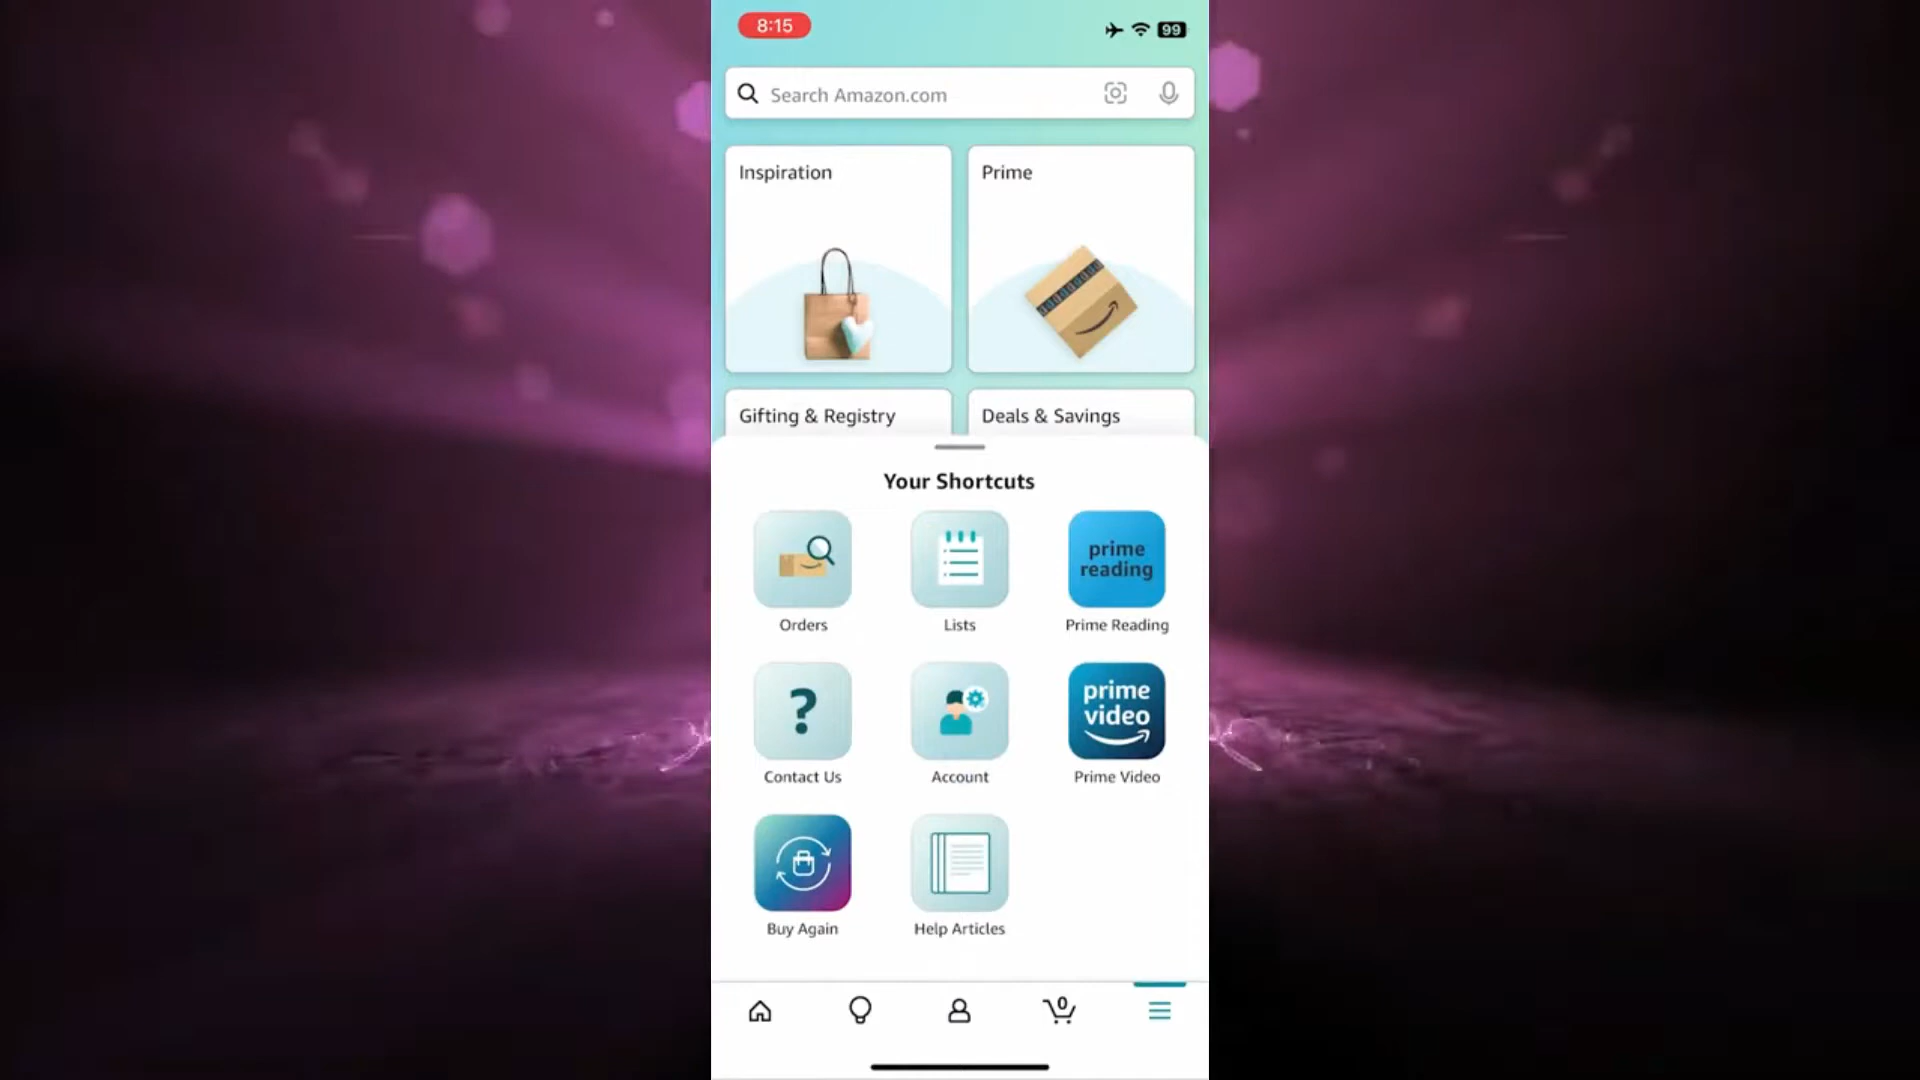 8:15
99
Search Amazon.com
Inspiration
Prime
Gifting & Registry
Deals & Savings
Your Shortcuts
prime
reading
Orders
Lists
Prime Reading
?
prime
video
Contact Us
Account
Prime Video
Buy Again
Help Articles
0